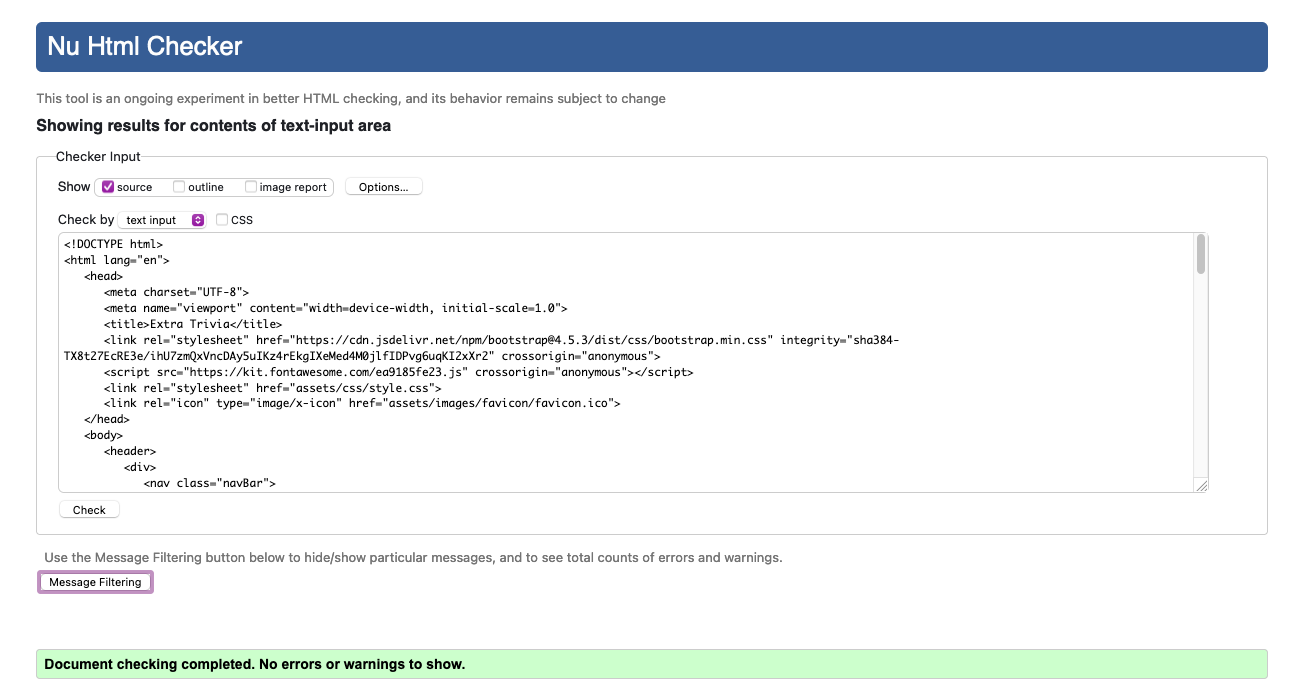 Nu Html Checker
This tool is an ongoing experiment in better HTML checking, and its behavior remains subject to change
Showing results for contents of text-input area
Checker Input
Show source outline image report Options...
Check by text input CSS
<!DOCTYPE html>
<html lang="en">
<head>
<meta charset="UTF-8">
<meta name="viewport" content="width=device-width, initial-scale=1.0">
<title>Extra Trivia</title>
<link rel="stylesheet" href="https://cdn.jsdelivr.net/npm/bootstrap@4.5.3/dist/css/bootstrap.min.css" integrity="sha384-
TX8t27EcRE3e/ihU7zmQxVncDAy5uIKz4rEkgIXeMed4M0jlfIDPvg6uqKI2xXr2" crossorigin="anonymous">
<script src="https://kit.fontawesome.com/ea9185fe23.js" crossorigin="anonymous"></script>
<link rel="stylesheet" href="assets/css/style.css">
<link rel="icon" type="image/x-icon" href="assets/images/favicon/favicon.ico">
</head>
<body>
<header>
<div>
<nav class="navBar">
Check
Use the Message Filtering button below to hide/show particular messages, and to see total counts of errors and warnings.
Message Filtering
Document checking completed. No errors or warnings to show.